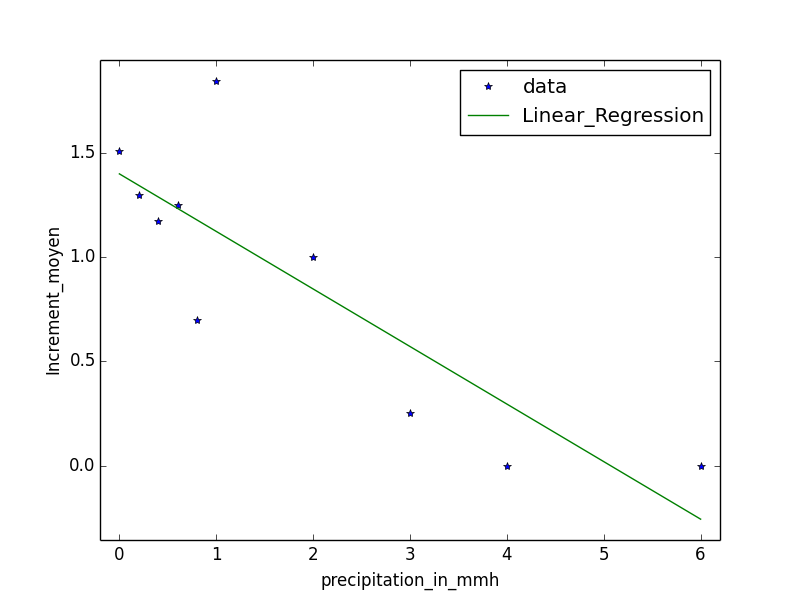 data
Linear_Regression
Increment_moyen
1.5
1.0
0.5
0.0
0 1 2 3 4 5 6
precipitation_in_mmh